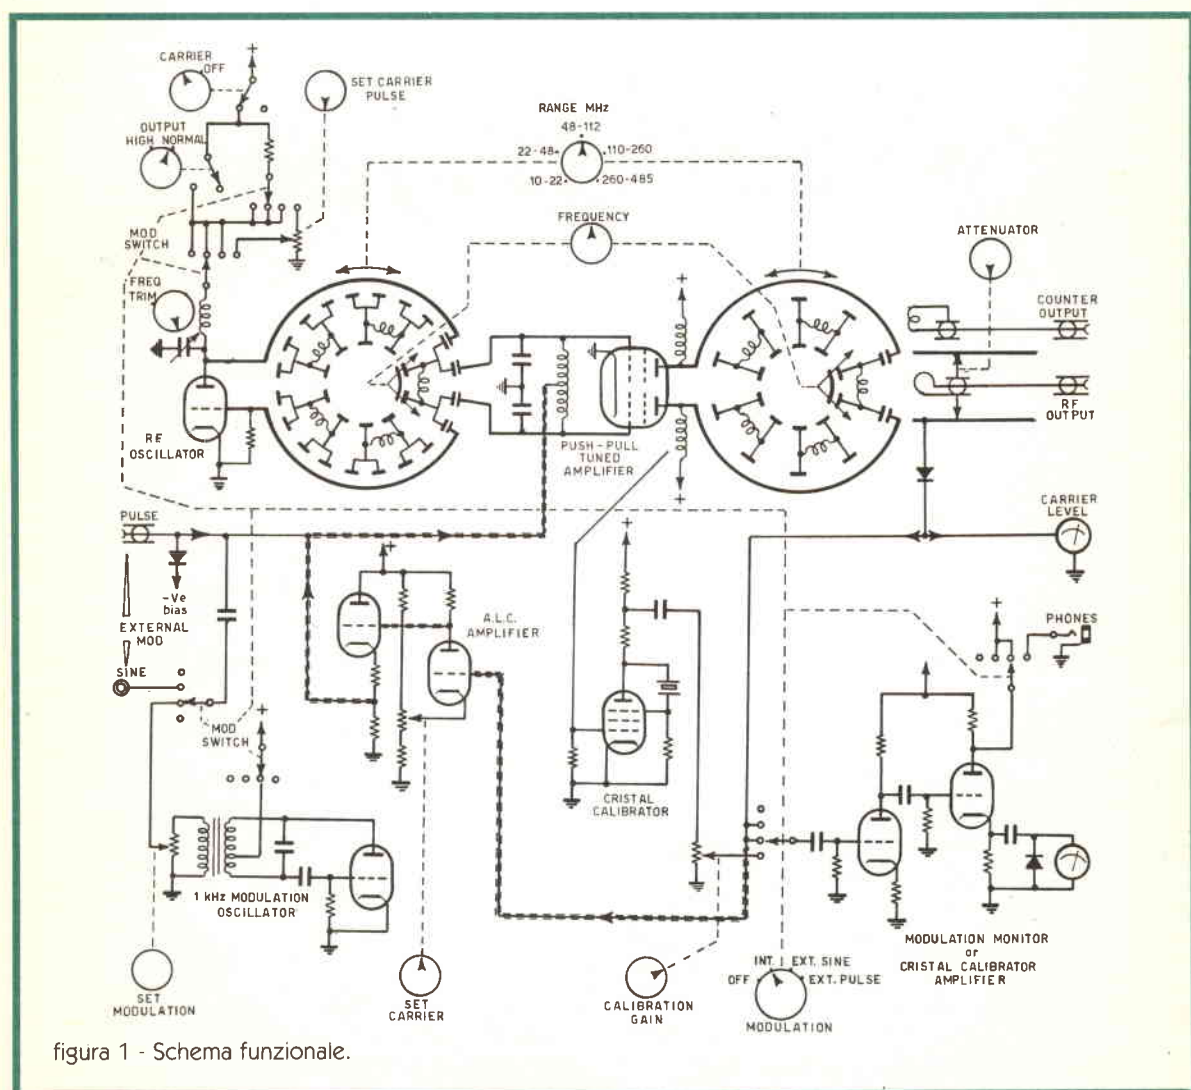 CARRIER
OFF
SET CARRIER
PULSE
OUTPUT
HIGH NORMAL
RANGE MHz
48-112
22-48
110-260
10-22
260-485
FREQUENCY
ATTENUATOR
MOD
SWITCH
FREQ
TRIM
COUNTER
OUTPUT
RF
OUTPUT
RF
OSCILLATOR
PUSH-PULL
TUNED
AMPLIFIER
PULSE
CARRIER
LEVEL
-Ve
bias
EXTERNAL
MOD
SINE
A.L.C.
AMPLIFIER
PHONES
MOD
SWITCH
CRISTAL
CALIBRATOR
1 kHz MODULATION
OSCILLATOR
MODULATION MONITOR
or
CRISTAL CALIBRATOR
AMPLIFIER
SET
MODULATION
SET
CARRIER
CALIBRATION
GAIN
INT. EXT. SINE
OFF EXT. PULSE
MODULATION
+
+
+
+
+
+
+
figura 1 - Schema funzionale.